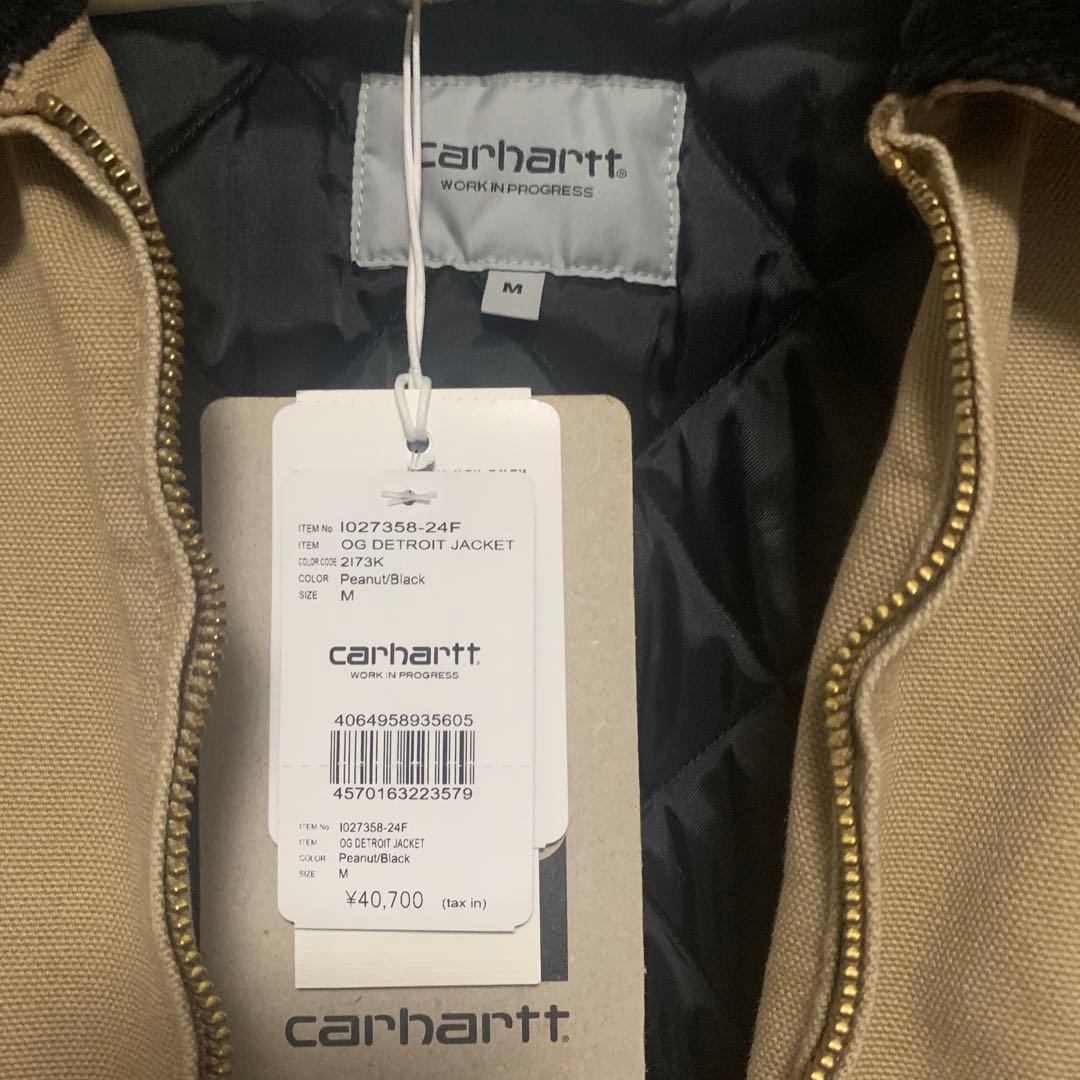 carhartt®
WORK IN PROGRESS
M
ITEM No I027358-24F
ITEM OG DETROIT JACKET
COLOR CODE 2I73K
COLOR Peanut/Black
SIZE M
carhartt.
WORK IN PROGRESS
4064958935605
4570163223579
ITEM No I027358-24F
ITEM OG DETROIT JACKET
COLOR Peanut/Black
SIZE M
¥40,700 (tax in)
carhartt.